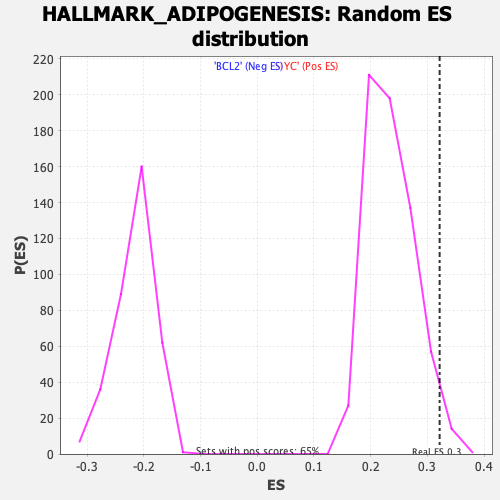 HALLMARK_ADIPOGENESIS: Random ES
distribution
'BCL2' (Neg ES)YC' (Pos ES)
220
200
180
160
140
120
100
80
60
40
20
0
P(ES)
Sets with pos scores: 65%
Real ES 0.3
-0.3 -0.2 -0.1 0.0 0.1 0.2 0.3 0.4
ES